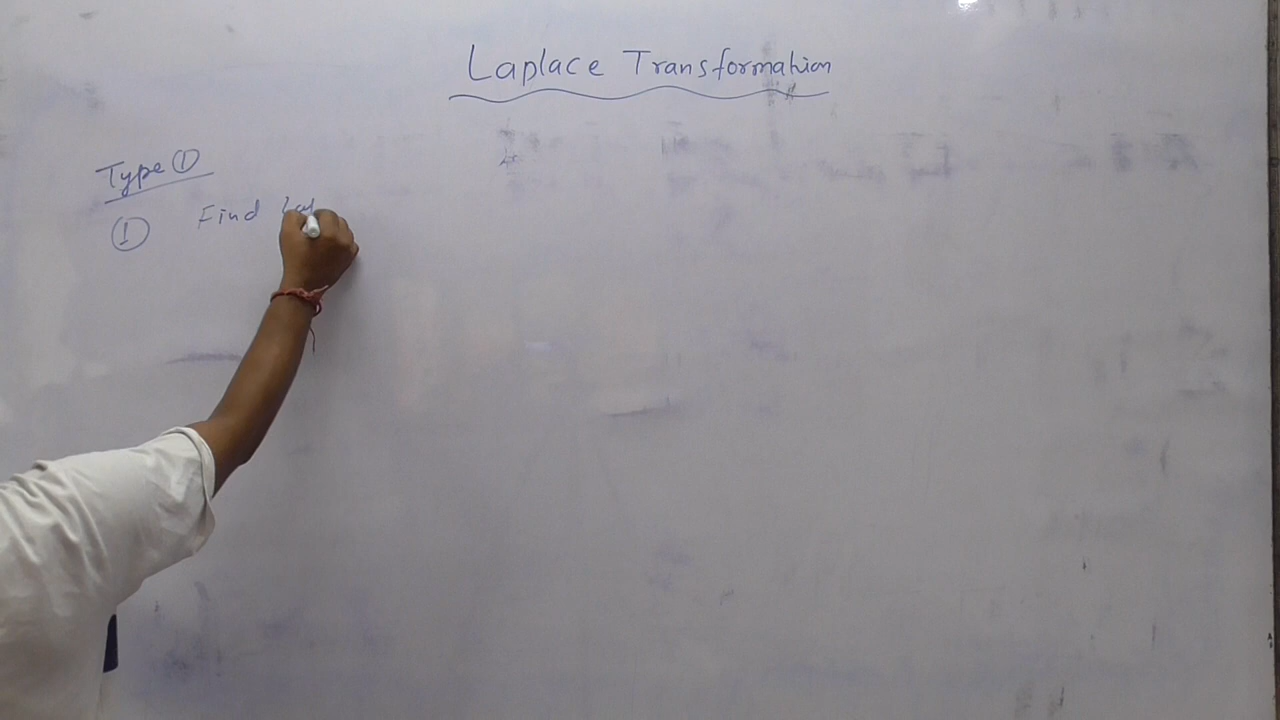 Laplace Transformation
Type ①
① Find